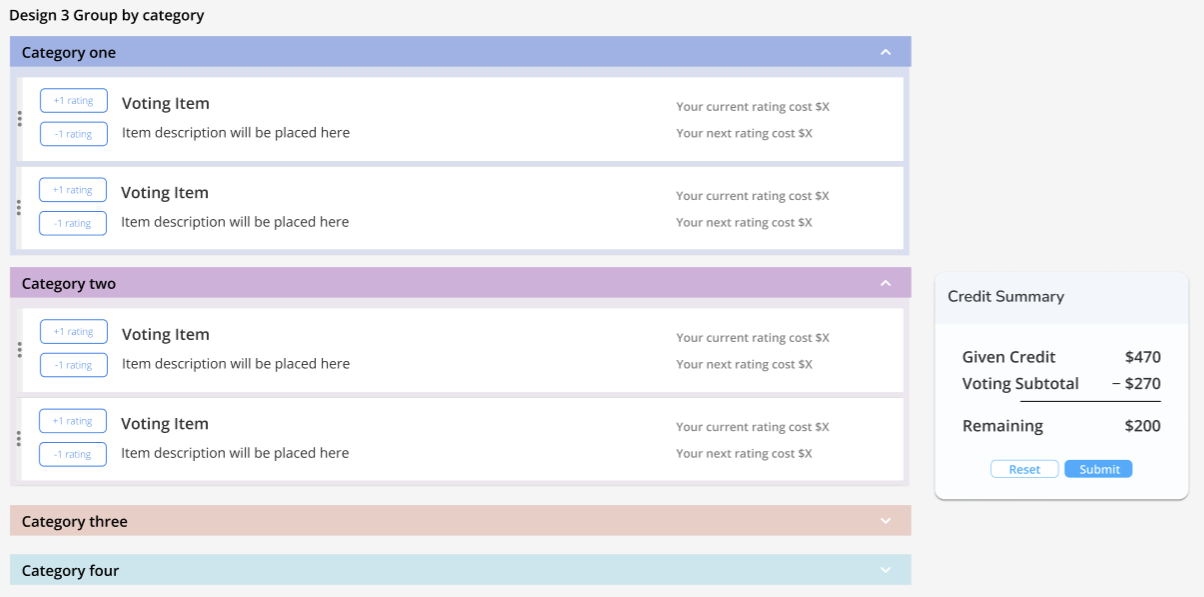 Design 3 Group by category
Category one
+1 rating
Voting Item
Your current rating cost $X
-1 rating
Item description will be placed here
Your next rating cost $X
+1 rating
Voting Item
Your current rating cost $X
-1 rating
Item description will be placed here
Your next rating cost $X
Category two
+1 rating
Voting Item
Your current rating cost $X
-1 rating
Item description will be placed here
Your next rating cost $X
+1 rating
Voting Item
Your current rating cost $X
-1 rating
Item description will be placed here
Your next rating cost $X
Category three
Category four
Credit Summary
Given Credit $470
Voting Subtotal − $270
Remaining $200
Reset Submit